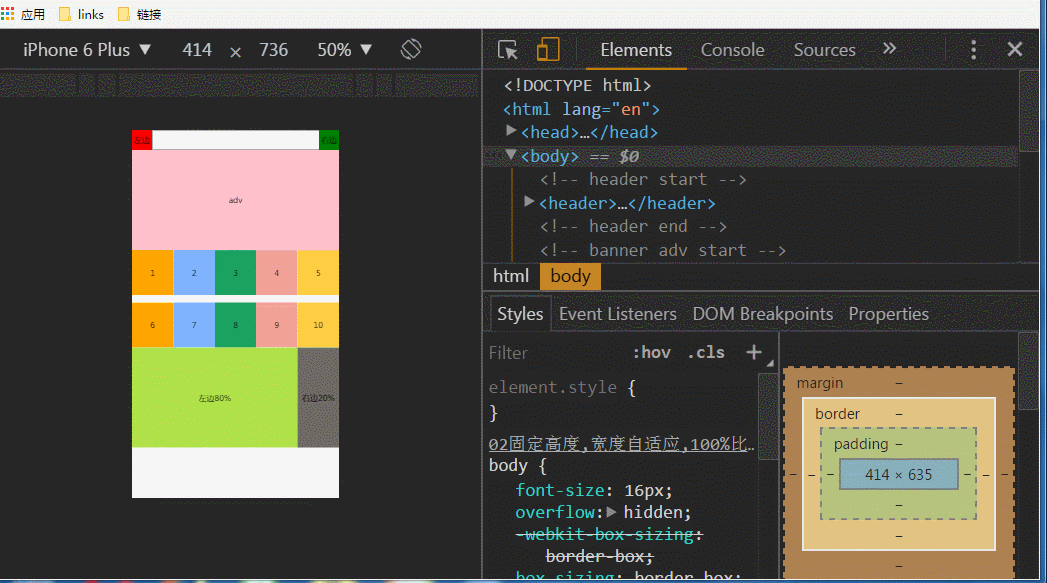 应用 links 链接
iPhone 6 Plus ▼ 414 × 736 50% ▼
Elements Console Sources »
<!DOCTYPE html>
<html lang="en">
▶<head>…</head>
▼<body> == $0
<!-- header start -->
▶<header>…</header>
<!-- header end -->
<!-- banner adv start -->
html body
Styles Event Listeners DOM Breakpoints Properties
Filter :hov .cls +
element.style {
}
02固定高度,宽度自适应,100%比…
body {
font-size: 16px;
overflow:▶ hidden;
-webkit-box-sizing:
border-box;
box-sizing: border-box;
margin –
border –
padding –
– – – 414 × 635 – – –
–
–
–
左边 右边
adv
1 2 3 4 5
6 7 8 9 10
左边80% 右边20%